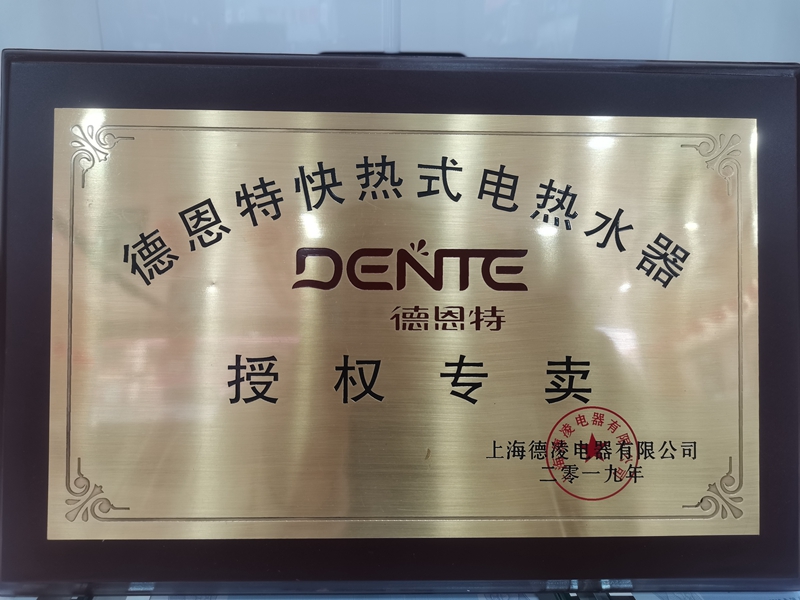 德恩特快热式电热水器
DENTE
德恩特
授权专卖
上海德凌电器有限公司
二零一九年